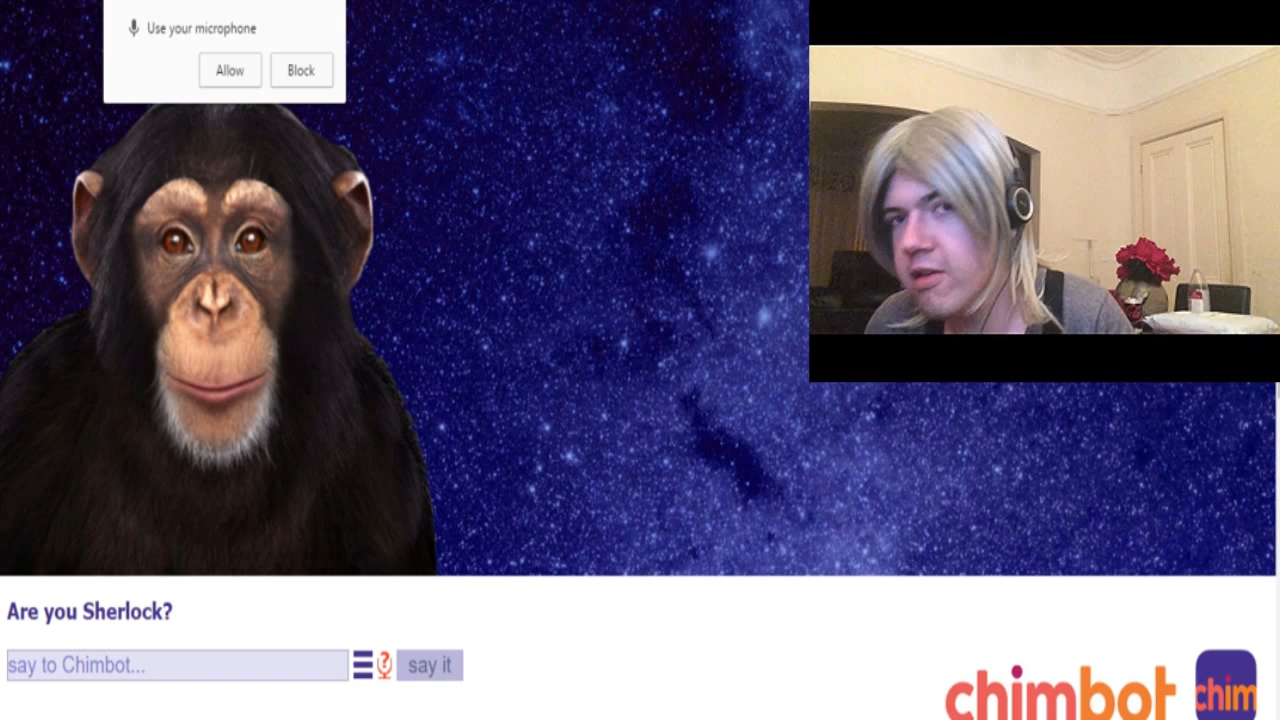 Use your microphone
Allow
Block
Are you Sherlock?
say to Chimbot...
say it
chimbot
chim